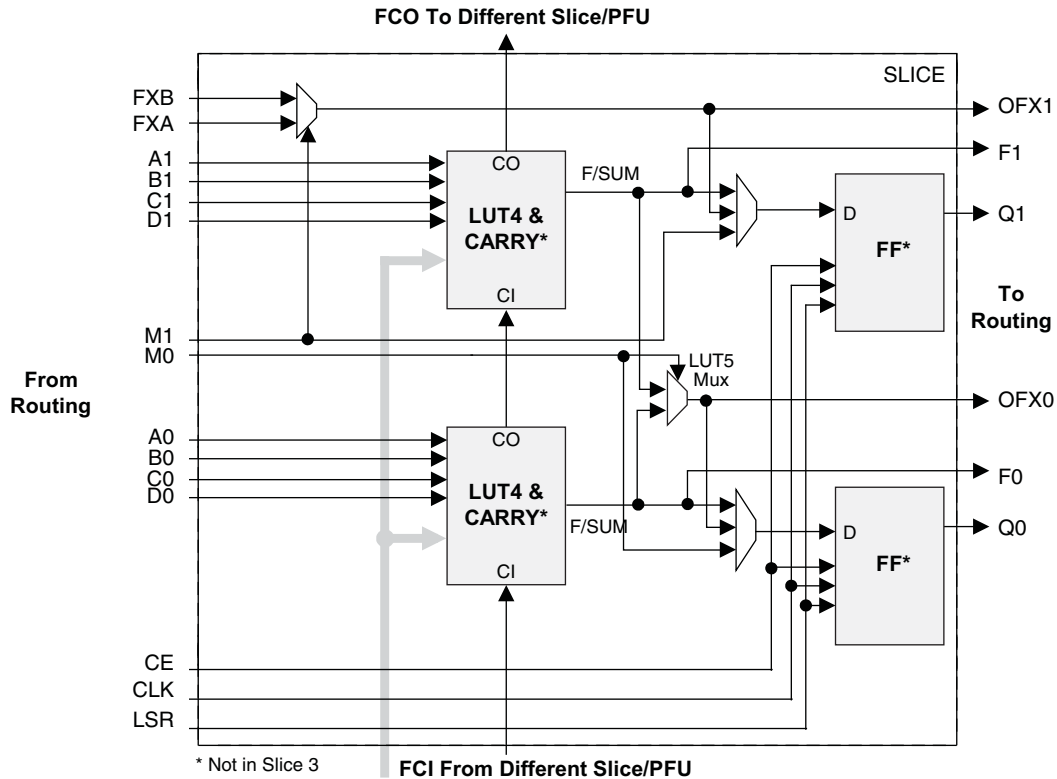 FCO To Different Slice/PFU
SLICE
FXB
FXA
OFX1
F1
A1
B1
C1
D1
CO
LUT4 &
CARRY*
CI
F/SUM
D
FF*
Q1
To
Routing
M1
M0
From
Routing
LUT5
Mux
OFX0
A0
B0
C0
D0
CO
LUT4 &
CARRY*
CI
F/SUM
F0
D
FF*
Q0
CE
CLK
LSR
* Not in Slice 3
FCI From Different Slice/PFU